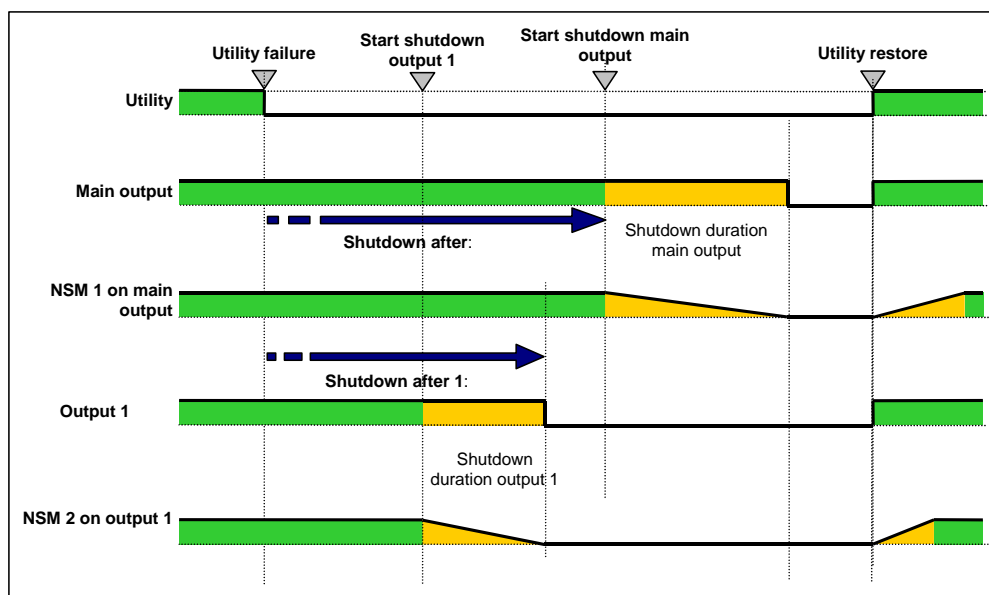 Utility failure
Start shutdown
output 1
Start shutdown main
output
Utility restore
Utility
Main output
Shutdown after:
Shutdown duration
main output
NSM 1 on main
output
Shutdown after 1:
Output 1
Shutdown
duration output 1
NSM 2 on output 1